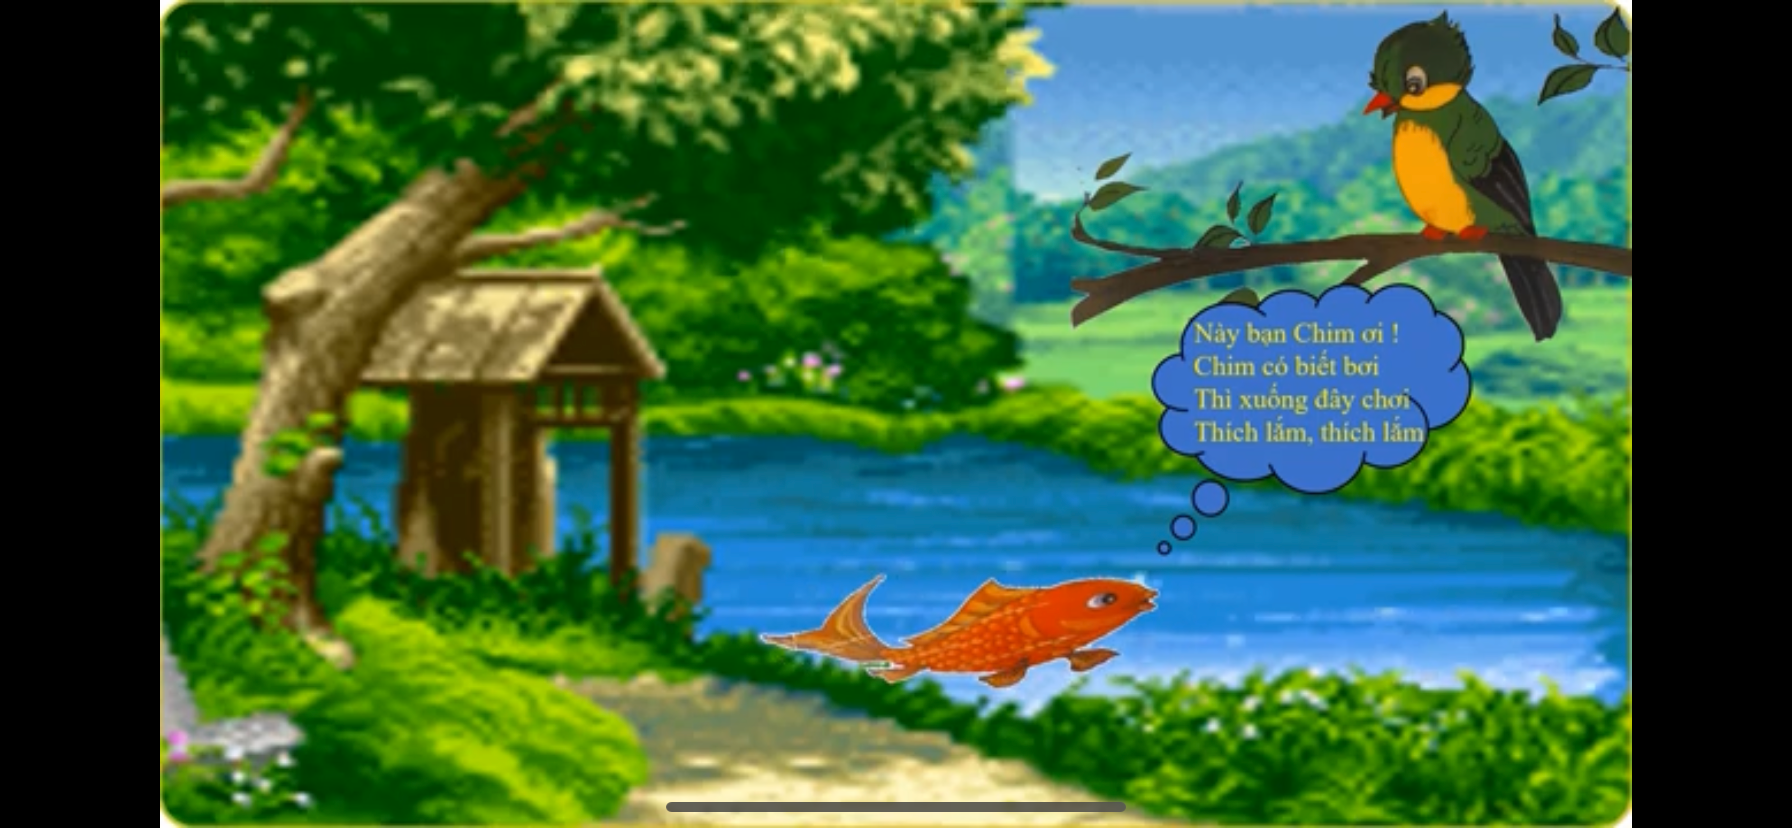 Này bạn Chim ơi !
Chim có biết bơi
Thì xuống đây chơi
Thích lắm, thích lắm